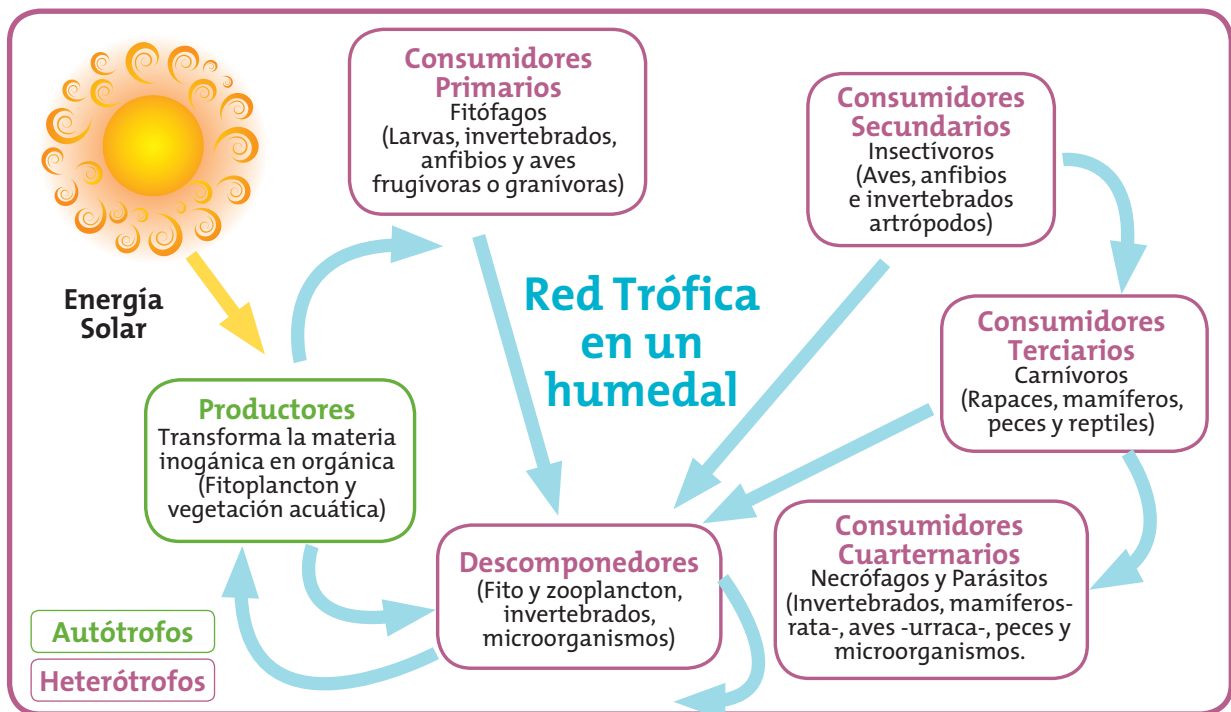 Consumidores
Primarios
Fitófagos
(Larvas, invertebrados,
anfibios y aves
frugívoras o granívoras)
Consumidores
Secundarios
Insectívoros
(Aves, anfibios
e invertebrados
artrópodos)
Energía
Solar
Red Trófica
en un
humedal
Consumidores
Terciarios
Carnívoros
(Rapaces, mamíferos,
peces y reptiles)
Productores
Transforma la materia
inogánica en orgánica
(Fitoplancton y
vegetación acuática)
Descomponedores
(Fito y zooplancton,
invertebrados,
microorganismos)
Consumidores
Cuarternarios
Necrófagos y Parásitos
(Invertebrados, mamíferos-
rata-, aves -urraca-, peces y
microorganismos.
Autótrofos
Heterótrofos